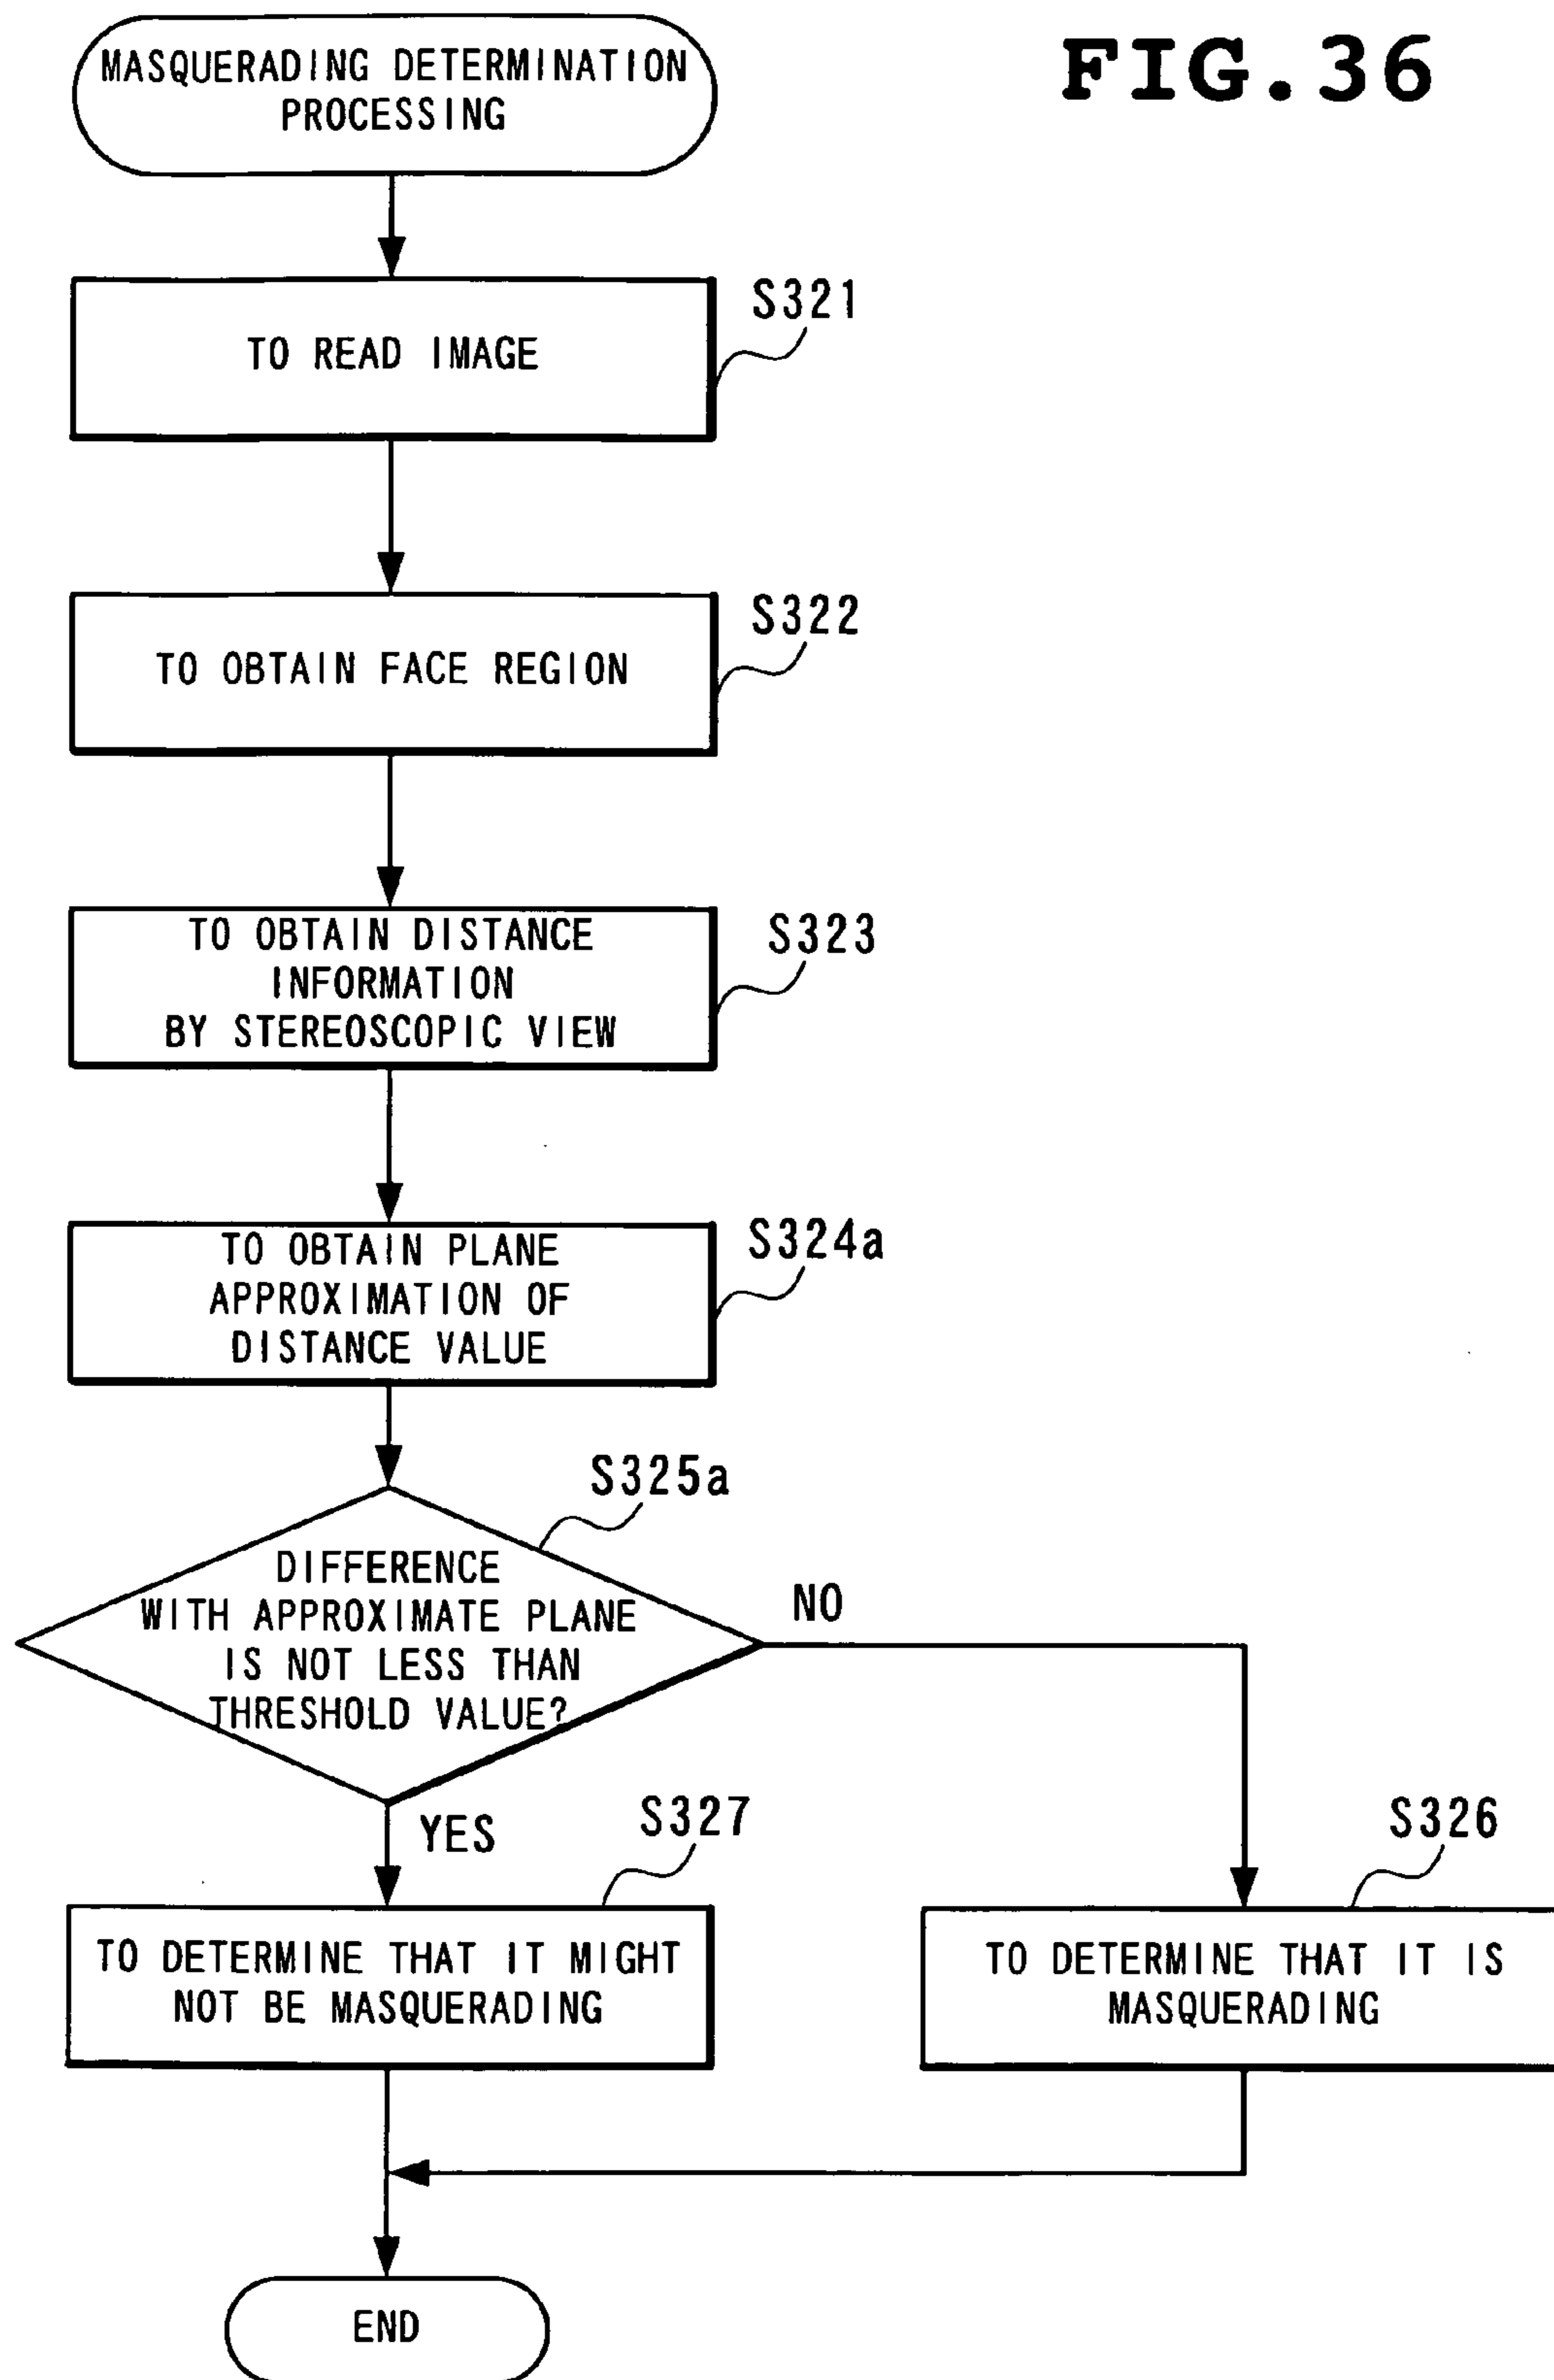 FIG.36
MASQUERADING DETERMINATION
PROCESSING
S321
TO READ IMAGE
S322
TO OBTAIN FACE REGION
S323
TO OBTAIN DISTANCE
INFORMATION
BY STEREOSCOPIC VIEW
S324a
TO OBTAIN PLANE
APPROXIMATION OF
DISTANCE VALUE
S325a
DIFFERENCE
WITH APPROXIMATE PLANE
IS NOT LESS THAN
THRESHOLD VALUE?
NO
YES
S327
TO DETERMINE THAT IT MIGHT
NOT BE MASQUERADING
S326
TO DETERMINE THAT IT IS
MASQUERADING
END